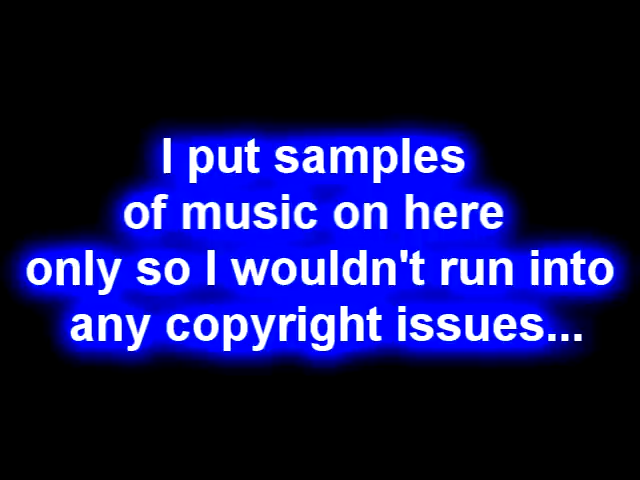 I put samples
of music on here
only so I wouldn't run into
any copyright issues...